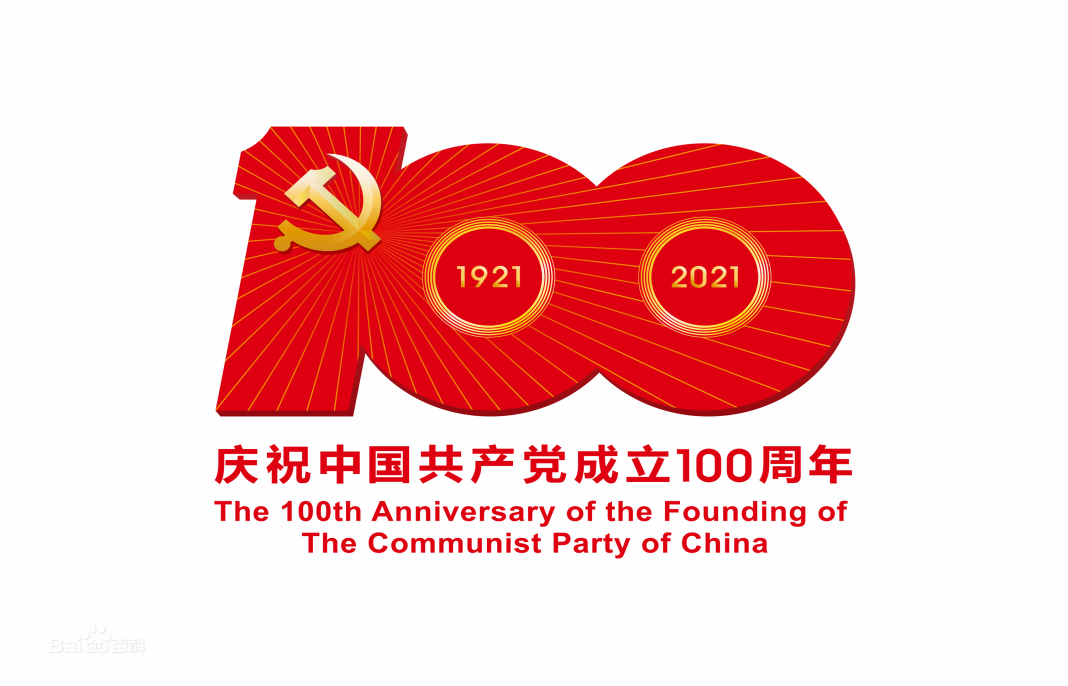 100
1921
2021
庆祝中国共产党成立100周年
The 100th Anniversary of the Founding of
The Communist Party of China
Bai百科